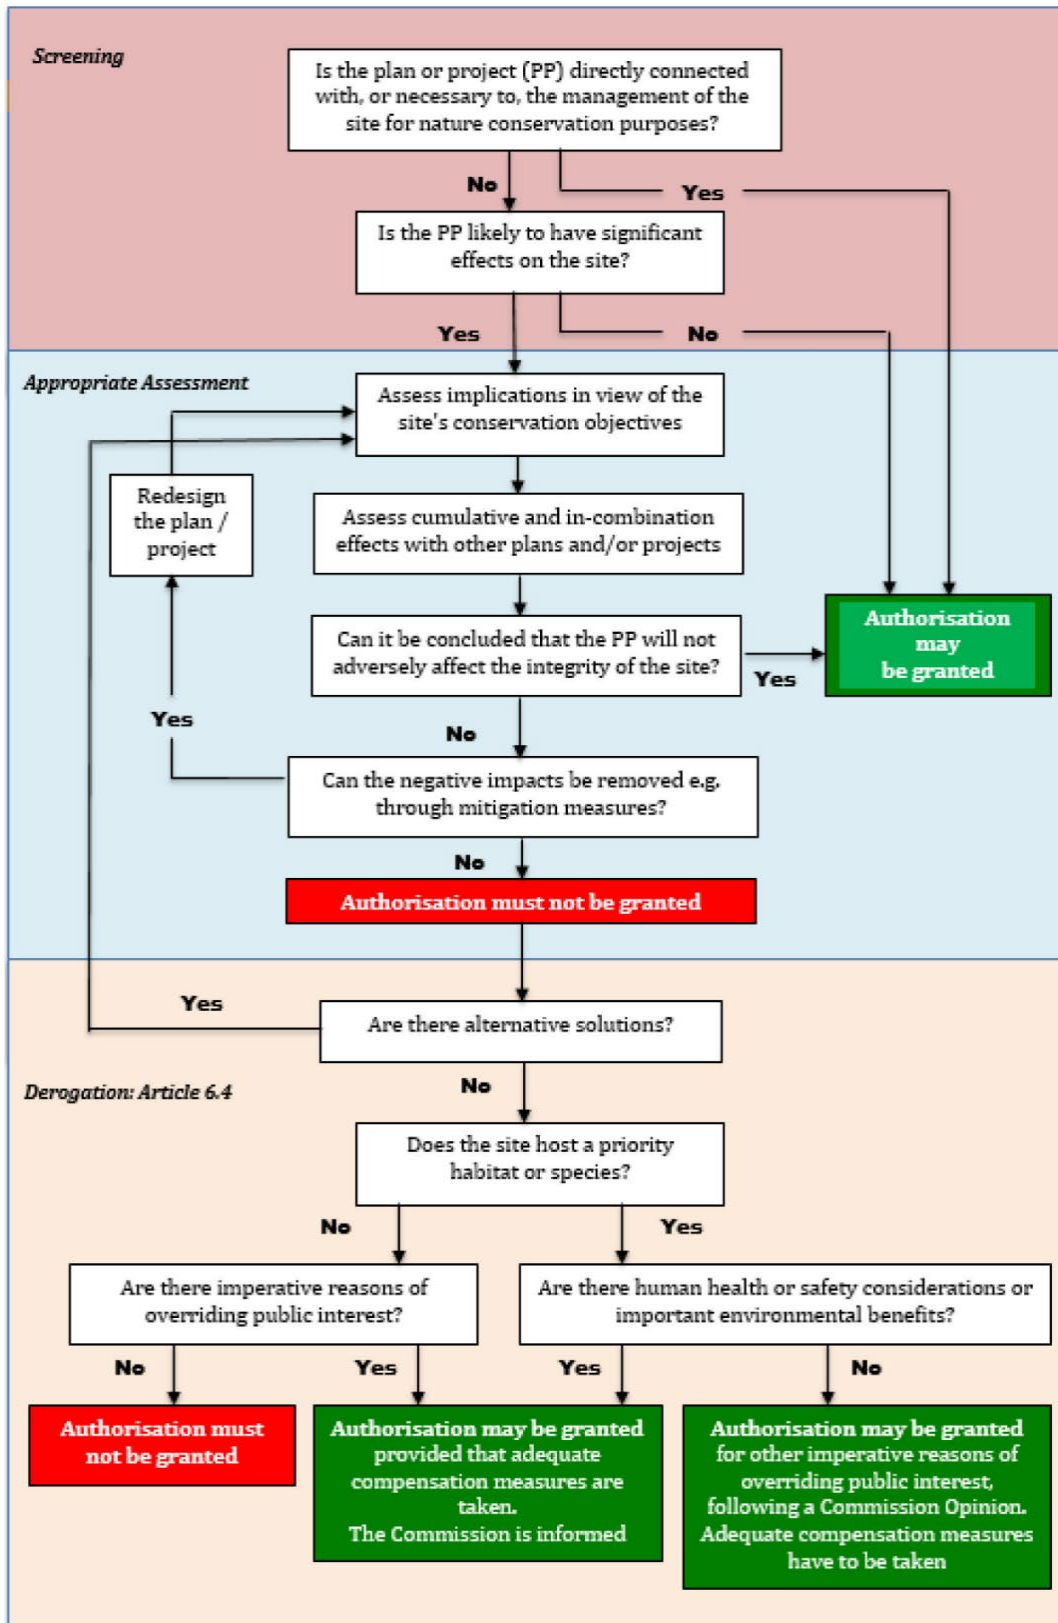 Screening
Is the plan or project (PP) directly connected
with, or necessary to, the management of the
site for nature conservation purposes?
No
Yes
Is the PP likely to have significant
effects on the site?
Yes
No
Appropriate Assessment
Assess implications in view of the
site's conservation objectives
Redesign
the plan /
project
Assess cumulative and in-combination
effects with other plans and/or projects
Can it be concluded that the PP will not
adversely affect the integrity of the site?
Yes
Authorisation
may
be granted
Yes
No
Can the negative impacts be removed e.g.
through mitigation measures?
No
Authorisation must not be granted
Yes
Are there alternative solutions?
No
Derogation: Article 6.4
Does the site host a priority
habitat or species?
No
Yes
Are there imperative reasons of
overriding public interest?
Are there human health or safety considerations or
important environmental benefits?
No
Yes
Yes
No
Authorisation must
not be granted
Authorisation may be granted
provided that adequate
compensation measures are
taken.
The Commission is informed
Authorisation may be granted
for other imperative reasons of
overriding public interest,
following a Commission Opinion.
Adequate compensation measures
have to be taken